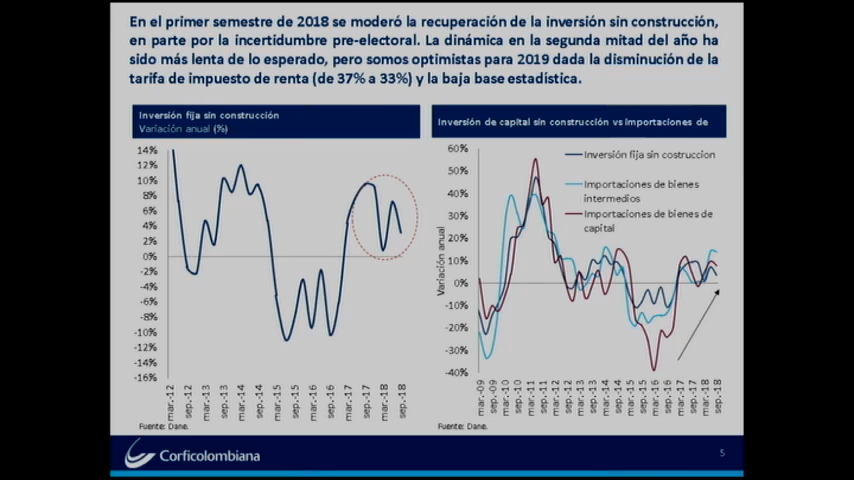 En el primer semestre de 2018 se moderó la recuperación de la inversión sin construcción,
en parte por la incertidumbre pre-electoral. La dinámica en la segunda mitad del año ha
sido más lenta de lo esperado, pero somos optimistas para 2019 dada la disminución de la
tarifa de impuesto de renta (de 37% a 33%) y la baja base estadística.
Inversión fija sin construcción
Variación anual (%)
14%
12%
10%
8%
6%
4%
2%
0%
-2%
-4%
-6%
-8%
-10%
-12%
-14%
-16%
mar.-12
sep.-12
mar.-13
sep.-13
mar.-14
sep.-14
mar.-15
sep.-15
mar.-16
sep.-16
mar.-17
sep.-17
mar.-18
sep.-18
Fuente: Dane.
Inversión de capital sin construcción vs importaciones de
Variación anual
60%
50%
40%
30%
20%
10%
0%
-10%
-20%
-30%
-40%
Inversión fija sin costruccion
Importaciones de bienes
intermedios
Importaciones de bienes de
capital
mar.-09
sep.-09
mar.-10
sep.-10
mar.-11
sep.-11
mar.-12
sep.-12
mar.-13
sep.-13
mar.-14
sep.-14
mar.-15
sep.-15
mar.-16
sep.-16
mar.-17
sep.-17
mar.-18
sep.-18
Fuente: Dane.
Corficolombiana
5